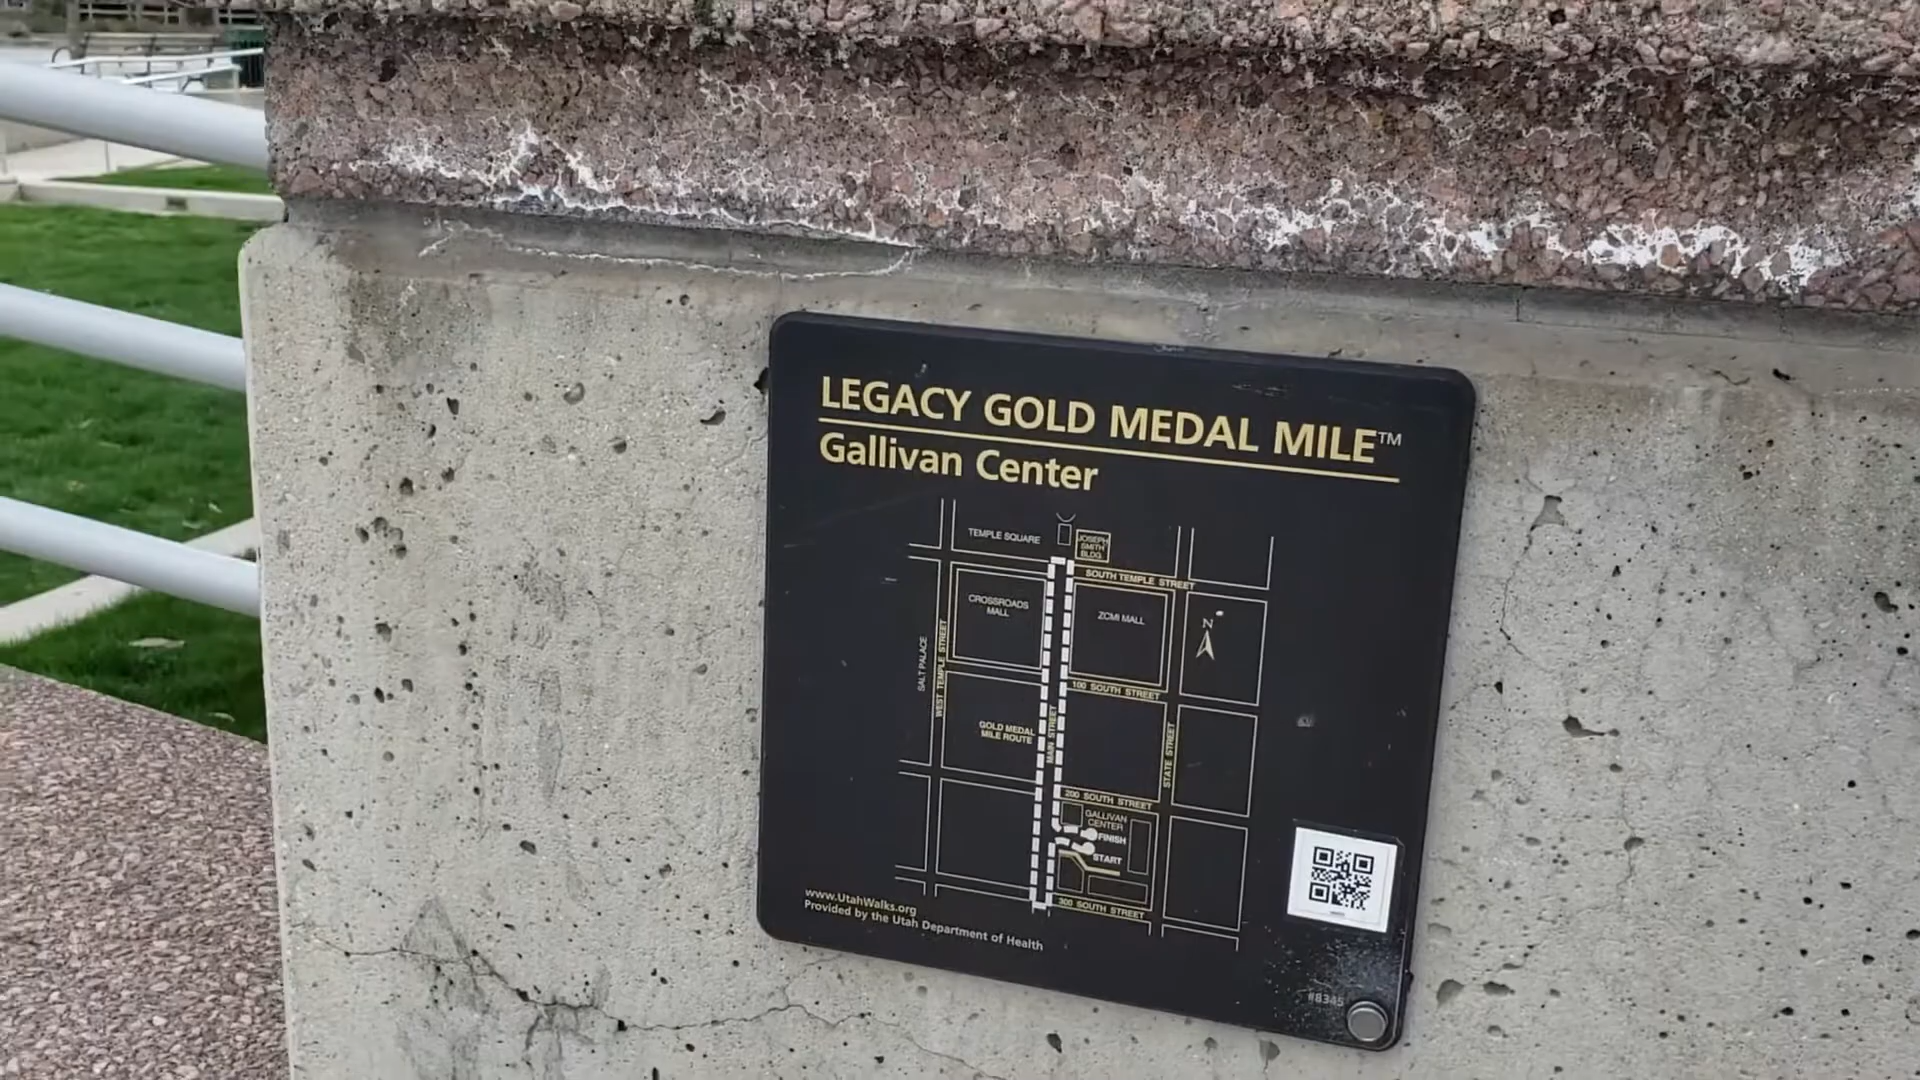 LEGACY GOLD MEDAL MILE™
Gallivan Center
TEMPLE SQUARE
JOSEPH
SMITH
BLDG.
SOUTH TEMPLE STREET
CROSSROADS
MALL
ZCMI MALL
N
SALT PALACE
WEST TEMPLE STREET
100 SOUTH STREET
GOLD MEDAL
MILE ROUTE
MAIN STREET
STATE STREET
200 SOUTH STREET
GALLIVAN
CENTER
FINISH
START
300 SOUTH STREET
www.UtahWalks.org
Provided by the Utah Department of Health
#8345